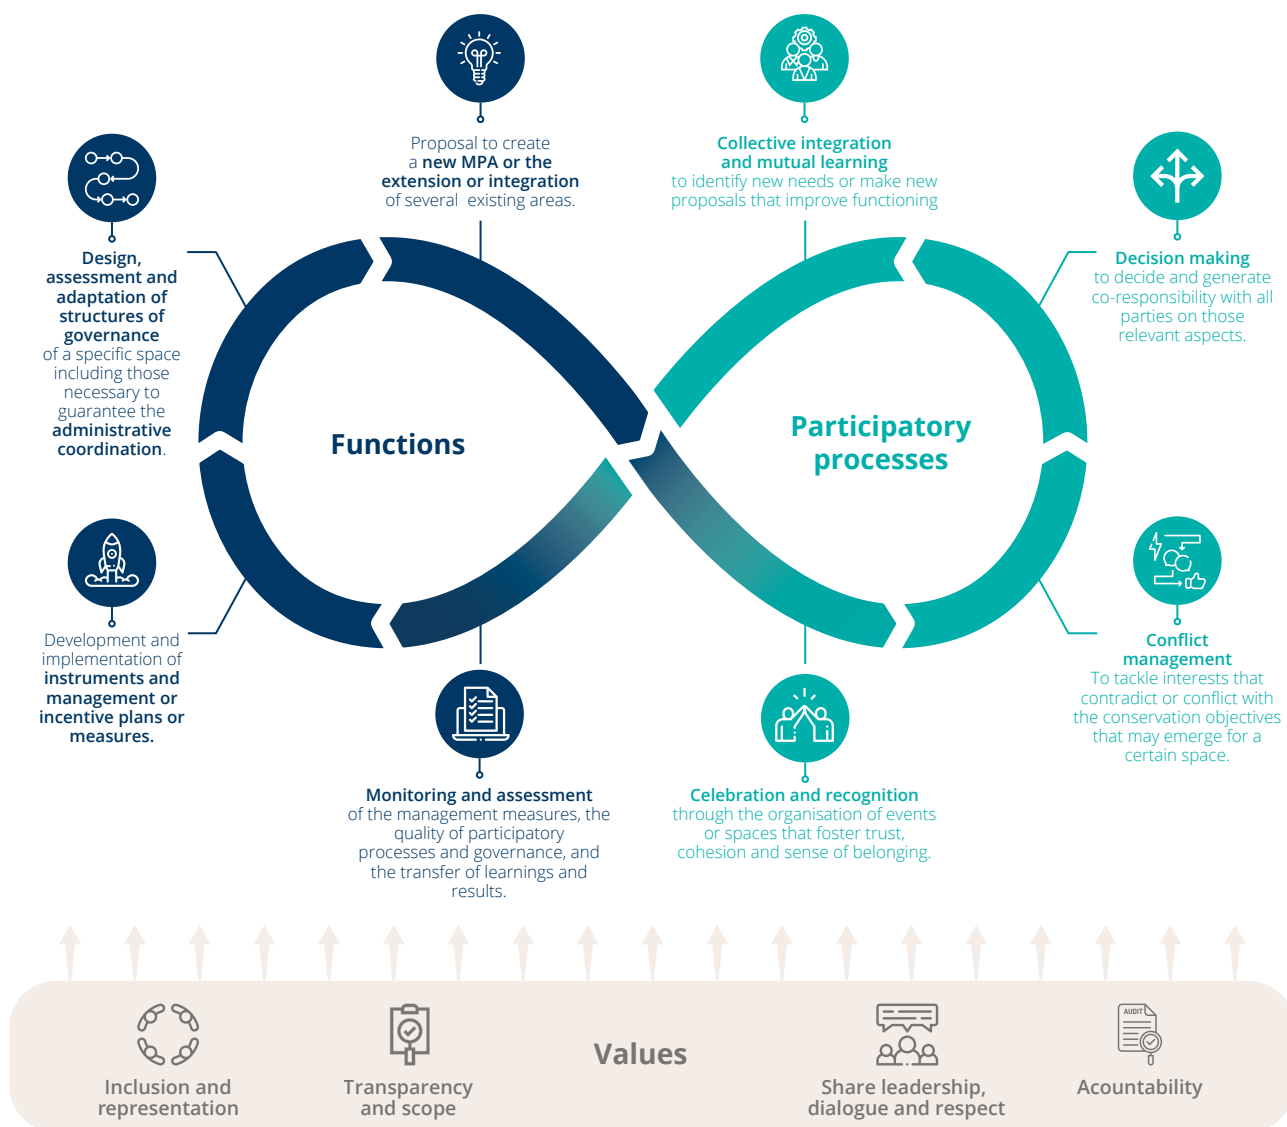 Proposal to create
a new MPA or the
extension or integration
of several existing areas.
Collective integration
and mutual learning
to identify new needs or make new
proposals that improve functioning
Design,
assessment and
adaptation of
structures of
governance
of a specific space
including those
necessary to
guarantee the
administrative
coordination.
Decision making
to decide and generate
co-responsibility with all
parties on those
relevant aspects.
Functions
Participatory
processes
Development and
implementation of
instruments and
management or
incentive plans or
measures.
Conflict
management
To tackle interests that
contradict or conflict with
the conservation objectives
that may emerge for a
certain space.
Monitoring and assessment
of the management measures, the
quality of participatory
processes and governance, and
the transfer of learnings and
results.
Celebration and recognition
through the organisation of events
or spaces that foster trust,
cohesion and sense of belonging.
Values
Inclusion and
representation
Transparency
and scope
Share leadership,
dialogue and respect
AUDIT
Acountability